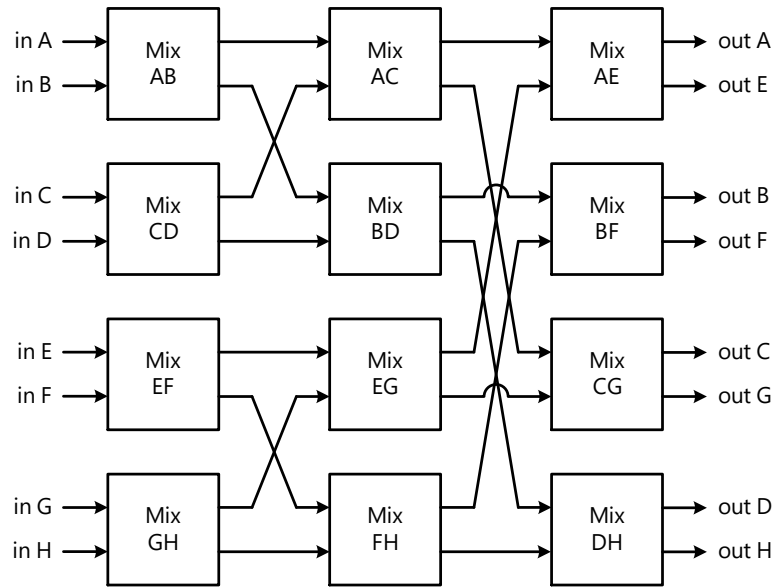 in A
Mix
AB
Mix
AC
Mix
AE
out A
in B
out E
in C
Mix
CD
Mix
BD
Mix
BF
out B
in D
out F
in E
Mix
EF
Mix
EG
Mix
CG
out C
in F
out G
in G
Mix
GH
Mix
FH
Mix
DH
out D
in H
out H